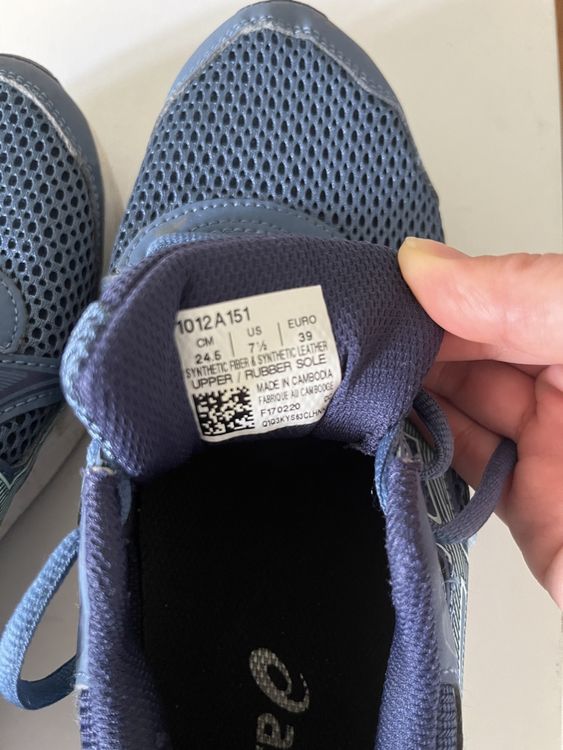 1012A151
CM US EURO
24.5 7½ 39
SYNTHETIC FIBER & SYNTHETIC LEATHER
UPPER / RUBBER SOLE
MADE IN CAMBODIA
FABRIQUE AU CAMBODGE
F170220
as